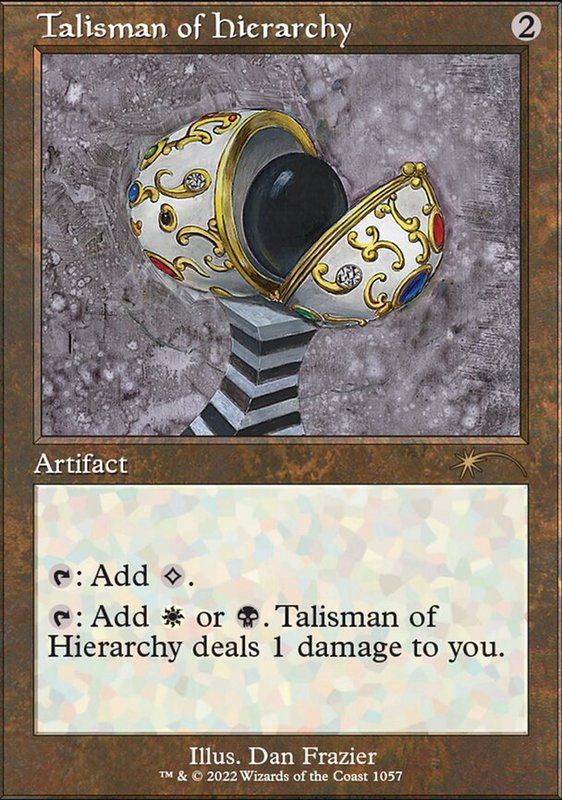 Talisman of Hierarchy 2
Artifact
: Add .
: Add or . Talisman of
Hierarchy deals 1 damage to you.
Illus. Dan Frazier
™ & © 2022 Wizards of the Coast 1057